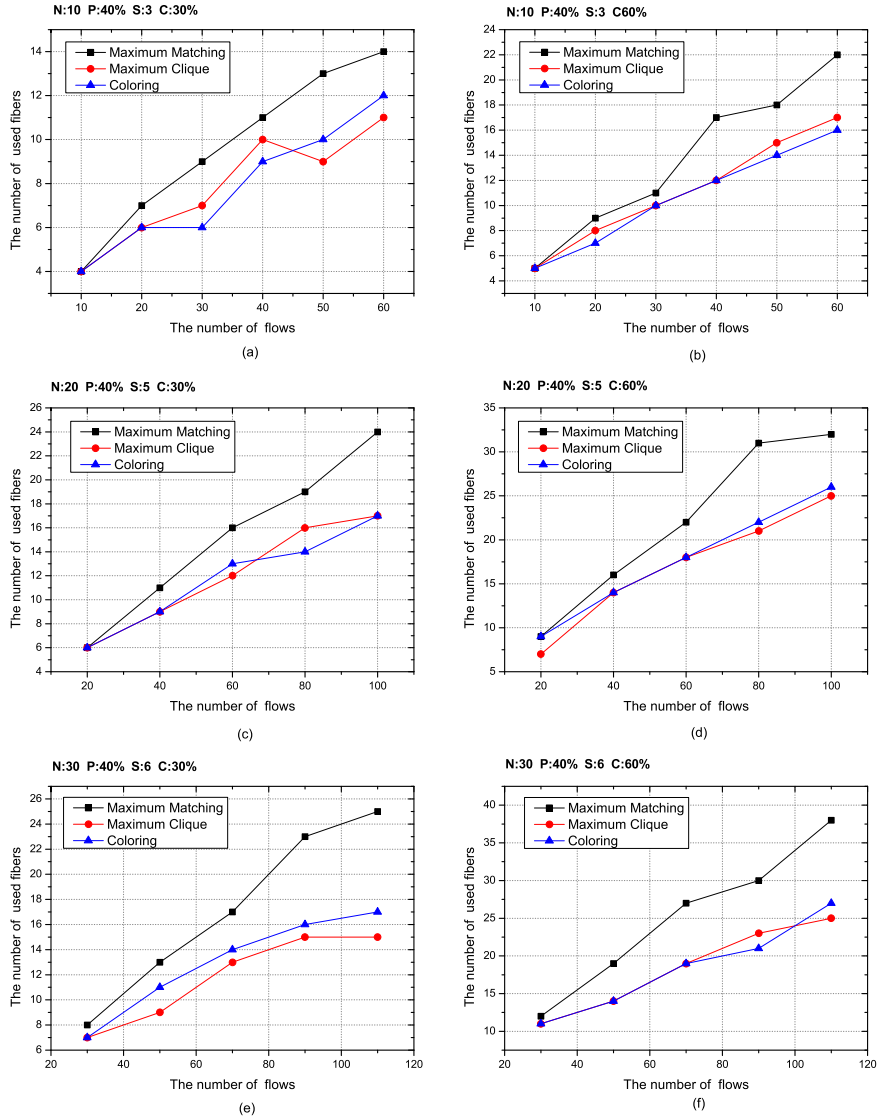 N:10 P:40% S:3 C:30%
Maximum Matching
Maximum Clique
Coloring
14
12
10
8
6
4
10 20 30 40 50 60
The number of used fibers
The number of flows
(a)
N:10 P:40% S:3 C60%
Maximum Matching
Maximum Clique
Coloring
24
22
20
18
16
14
12
10
8
6
4
10 20 30 40 50 60
The number of used fibers
The number of flows
(b)
N:20 P:40% S:5 C:30%
Maximum Matching
Maximum Clique
Coloring
26
24
22
20
18
16
14
12
10
8
6
4
20 40 60 80 100
The number of used fibers
The number of flows
(c)
N:20 P:40% S:5 C:60%
Maximum Matching
Maximum Clique
Coloring
35
30
25
20
15
10
5
20 40 60 80 100
The number of used fibers
The number of flows
(d)
N:30 P:40% S:6 C:30%
Maximum Matching
Maximum Clique
Coloring
26
24
22
20
18
16
14
12
10
8
6
20 40 60 80 100 120
The number of used fibers
The number of flows
(e)
N:30 P:40% S:6 C:60%
Maximum Matching
Maximum Clique
Coloring
40
35
30
25
20
15
10
20 40 60 80 100 120
The number of used fibers
The number of flows
(f)